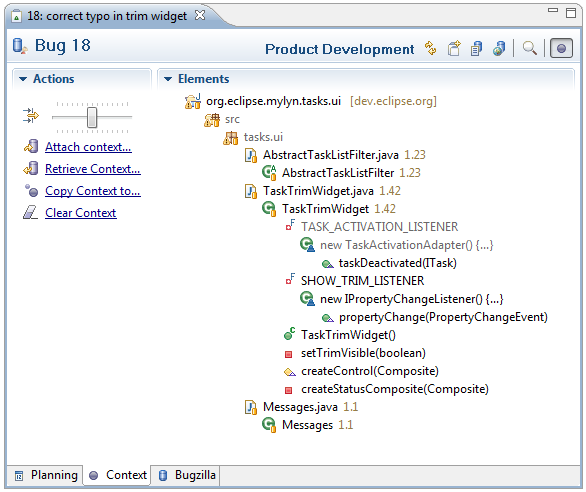 18: correct typo in trim widget
Bug 18
Product Development
Actions
Attach context...
Retrieve Context...
Copy Context to...
Clear Context
Elements
org.eclipse.mylyn.tasks.ui [dev.eclipse.org]
src
tasks.ui
AbstractTaskListFilter.java 1.23
AbstractTaskListFilter 1.23
TaskTrimWidget.java 1.42
TaskTrimWidget 1.42
TASK_ACTIVATION_LISTENER
new TaskActivationAdapter() {...}
taskDeactivated(ITask)
SHOW_TRIM_LISTENER
new IPropertyChangeListener() {...}
propertyChange(PropertyChangeEvent)
TaskTrimWidget()
setTrimVisible(boolean)
createControl(Composite)
createStatusComposite(Composite)
Messages.java 1.1
Messages 1.1
Planning
Context
Bugzilla